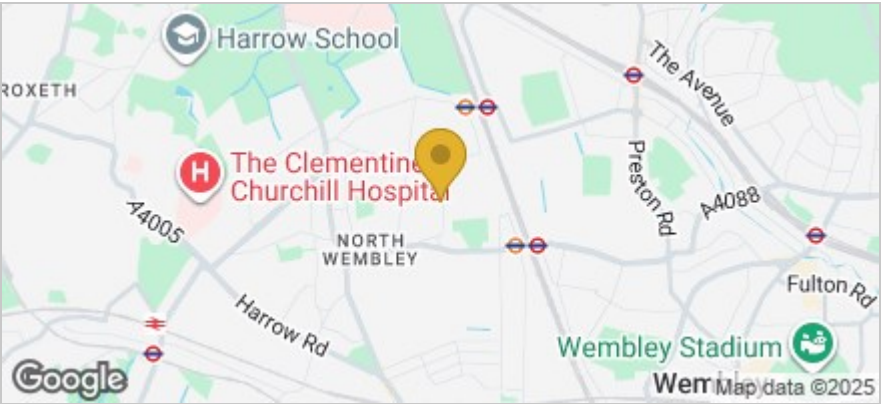 Harrow School
ROXETH
The Avenue
The Clementine
Churchill Hospital
H
Preston Rd
A4088
A4005
NORTH
WEMBLEY
Fulton Rd
Harrow Rd
Wembley Stadium
Google
Wem
Map data ©2025